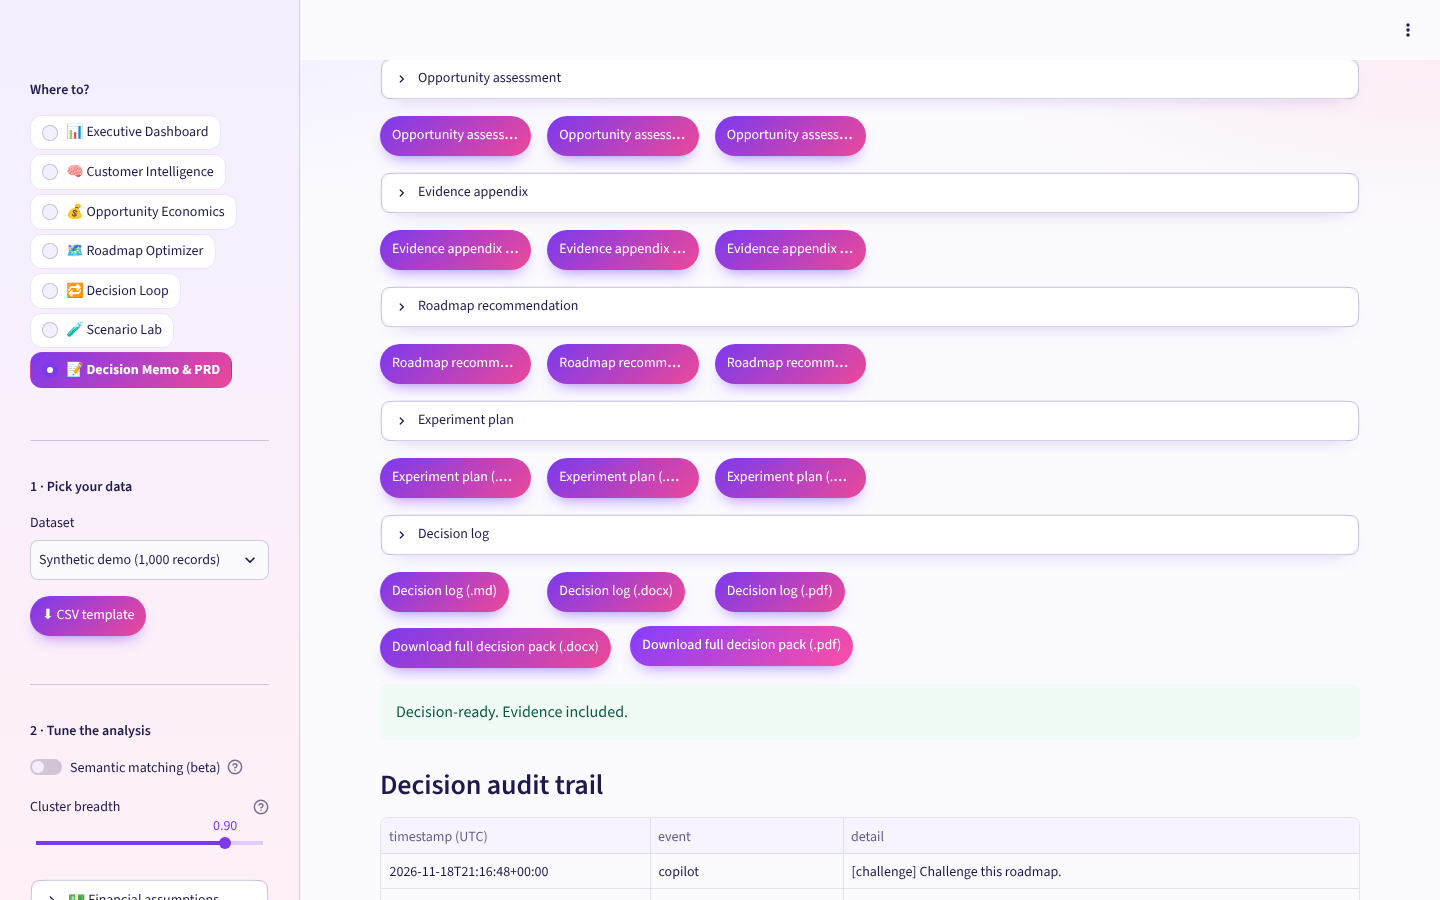 Where to?
📊 Executive Dashboard
🧠 Customer Intelligence
💰 Opportunity Economics
🗺️ Roadmap Optimizer
🔁 Decision Loop
🧪 Scenario Lab
📝 Decision Memo & PRD
1 · Pick your data
Dataset
Synthetic demo (1,000 records)
⬇ CSV template
2 · Tune the analysis
Semantic matching (beta)
Cluster breadth
0.90
💵 Financial assumptions
Opportunity assessment
Opportunity assess... Opportunity assess... Opportunity assess...
Evidence appendix
Evidence appendix ... Evidence appendix ... Evidence appendix ...
Roadmap recommendation
Roadmap recomm... Roadmap recomm... Roadmap recomm...
Experiment plan
Experiment plan (.... Experiment plan (.... Experiment plan (....
Decision log
Decision log (.md) Decision log (.docx) Decision log (.pdf)
Download full decision pack (.docx) Download full decision pack (.pdf)
Decision-ready. Evidence included.
Decision audit trail
timestamp (UTC) event detail
2026-11-18T21:16:48+00:00 copilot [challenge] Challenge this roadmap.